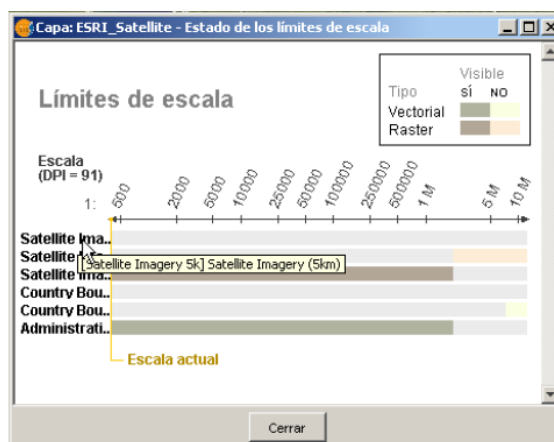 Capa: ESRI_Satellite - Estado de los límites de escala
Límites de escala
Visible
Tipo SÍ NO
Vectorial
Raster
Escala
(DPI = 91)
1: 500 2000 5000 10000 25000 50000 100000 250000 500000 1 M 5 M 10 M
Satellite Ima..
Satellite
[Satellite Imagery 5k] Satellite Imagery (5km)
Satellite Ima..
Country Bou..
Country Bou..
Administrati..
Escala actual
Cerrar